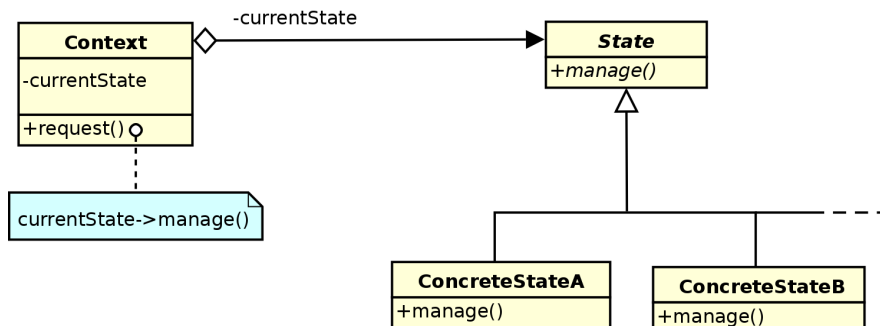 -currentState
Context
State
-currentState
+manage()
+request()
currentState->manage()
ConcreteStateA
ConcreteStateB
+manage()
+manage()